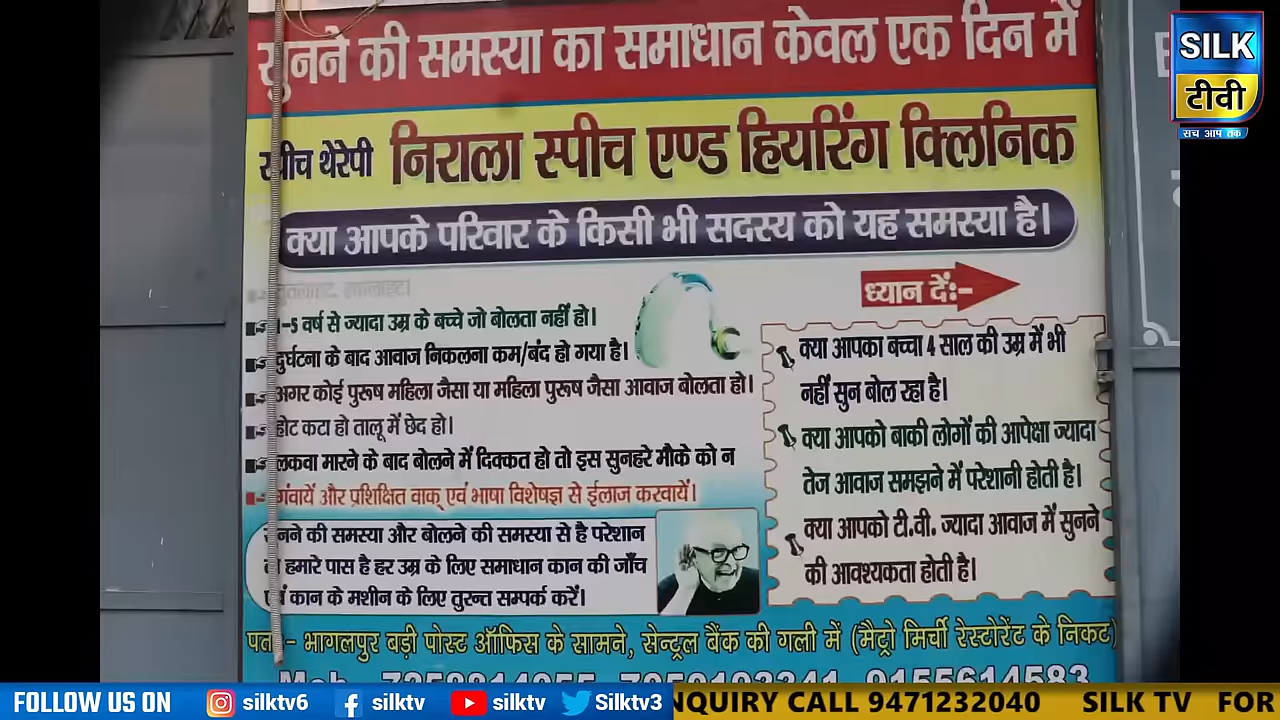 सुनने की समस्या का समाधान केवल एक दिन में
SILK
टीवी
सच आप तक
स्पीच थेरेपी निराला स्पीच एण्ड हियरिंग क्लिनिक
क्या आपके परिवार के किसी भी सदस्य को यह समस्या है।
ध्यान दें:-
1-5 वर्ष से ज्यादा उम्र के बच्चे जो बोलता नहीं हो।
दुर्घटना के बाद आवाज निकलना कम/बंद हो गया है।
अगर कोई पुरूष महिला जैसा या महिला पुरूष जैसा आवाज बोलता हो।
होट कटा हो तालू में छेद हो।
लकवा मारने के बाद बोलने में दिक्कत हो तो इस सुनहरे मौके को न
गंवायें और प्रशिक्षित वाक् एवं भाषा विशेषज्ञ से ईलाज करवायें।
क्या आपका बच्चा 4 साल की उम्र में भी
नहीं सुन बोल रहा है।
क्या आपको बाकी लोगों की आपेक्षा ज्यादा
तेज आवाज समझने में परेशानी होती है।
क्या आपको टी.वी. ज्यादा आवाज में सुनने
की आवश्यकता होती है।
सुनने की समस्या और बोलने की समस्या से है परेशान
तो हमारे पास है हर उम्र के लिए समाधान कान की जाँच
एवं कान के मशीन के लिए तुरन्त सम्पर्क करें।
पता:- भागलपुर बड़ी पोस्ट ऑफिस के सामने, सेन्ट्रल बैंक की गली में (मैट्रो मिर्ची रेस्टोरेंट के निकट)
Mob. 9155614583
FOLLOW US ON silktv6 silktv silktv Silktv3 NQUIRY CALL 9471232040 SILK TV FOR